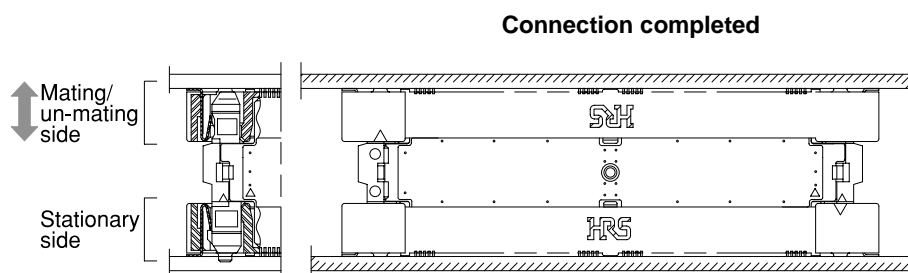 Connection completed
Mating/
un-mating
side
HRS
Stationary
side
HRS